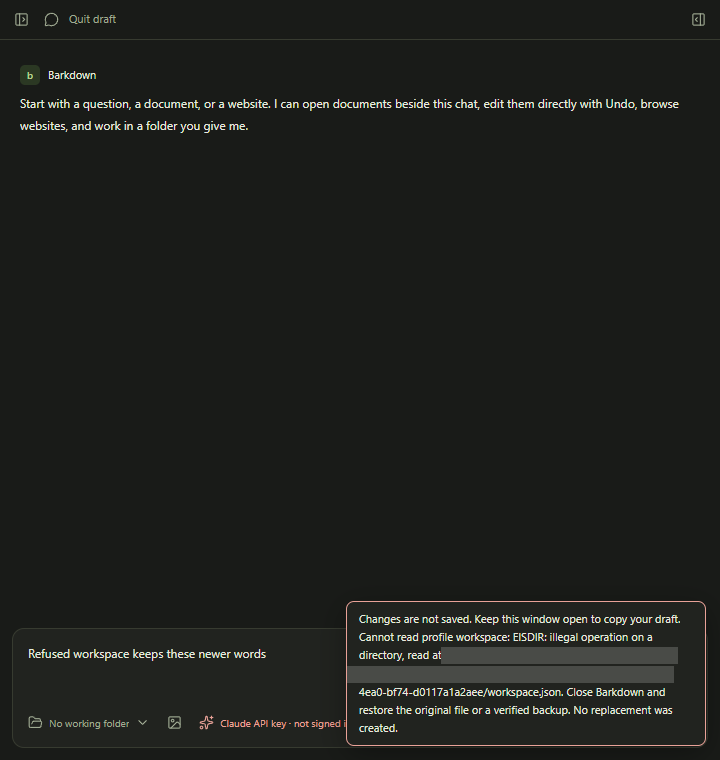 Quit draft
b Barkdown
Start with a question, a document, or a website. I can open documents beside this chat, edit them directly with Undo, browse
websites, and work in a folder you give me.
Refused workspace keeps these newer words
No working folder
Claude API key · not signed i
Changes are not saved. Keep this window open to copy your draft.
Cannot read profile workspace: EISDIR: illegal operation on a
directory, read at
4ea0-bf74-d0117a1a2aee/workspace.json. Close Barkdown and
restore the original file or a verified backup. No replacement was
created.